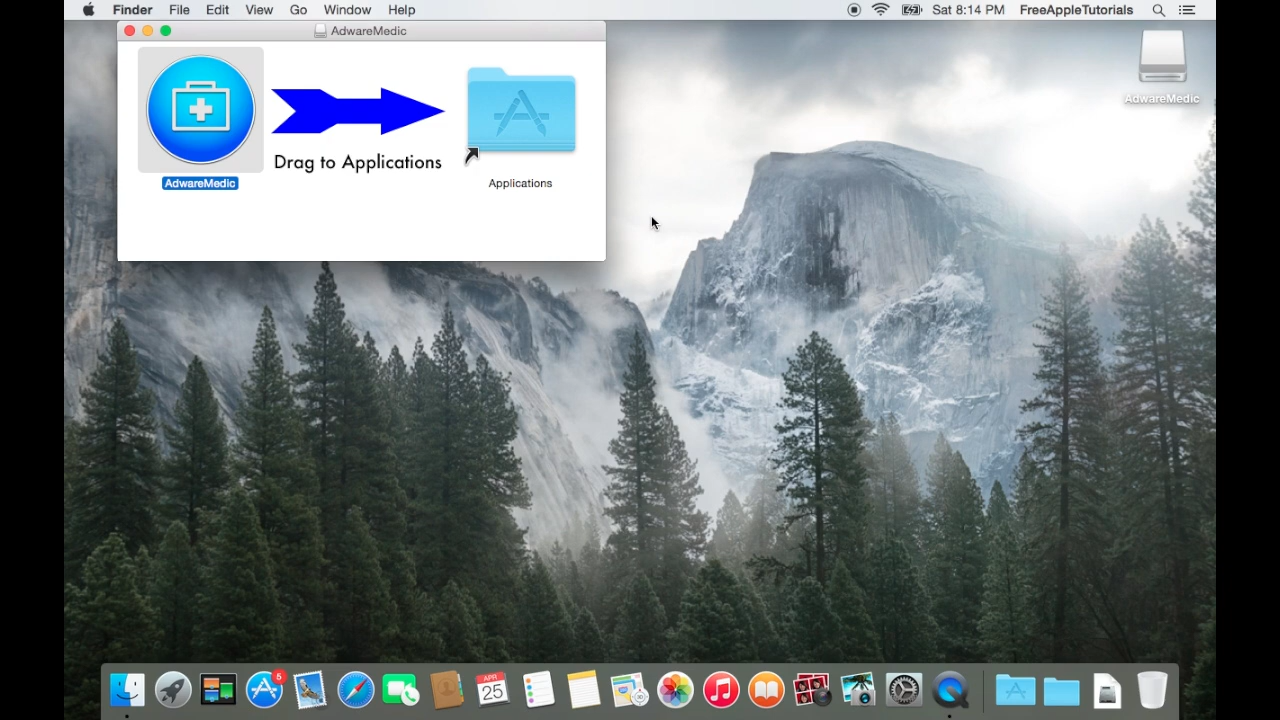 Finder File Edit View Go Window Help Sat 8:14 PM FreeAppleTutorials
AdwareMedic
Drag to Applications
AdwareMedic
Applications
AdwareMedic
5
APR
25